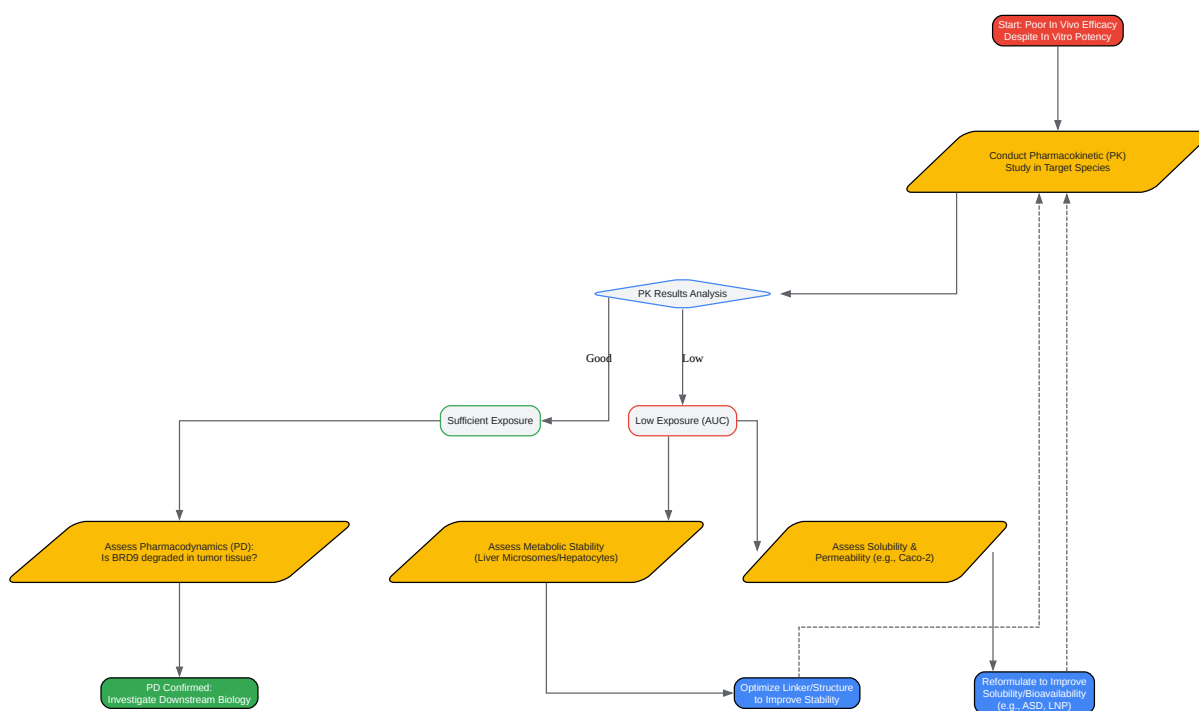 Start: Poor In Vivo Efficacy
Despite In Vitro Potency
Conduct Pharmacokinetic (PK)
Study in Target Species
PK Results Analysis
Good
Low
Sufficient Exposure
Low Exposure (AUC)
Assess Pharmacodynamics (PD):
Is BRD9 degraded in tumor tissue?
Assess Metabolic Stability
(Liver Microsomes/Hepatocytes)
Assess Solubility &
Permeability (e.g., Caco-2)
PD Confirmed:
Investigate Downstream Biology
Optimize Linker/Structure
to Improve Stability
Reformulate to Improve
Solubility/Bioavailability
(e.g., ASD, LNP)